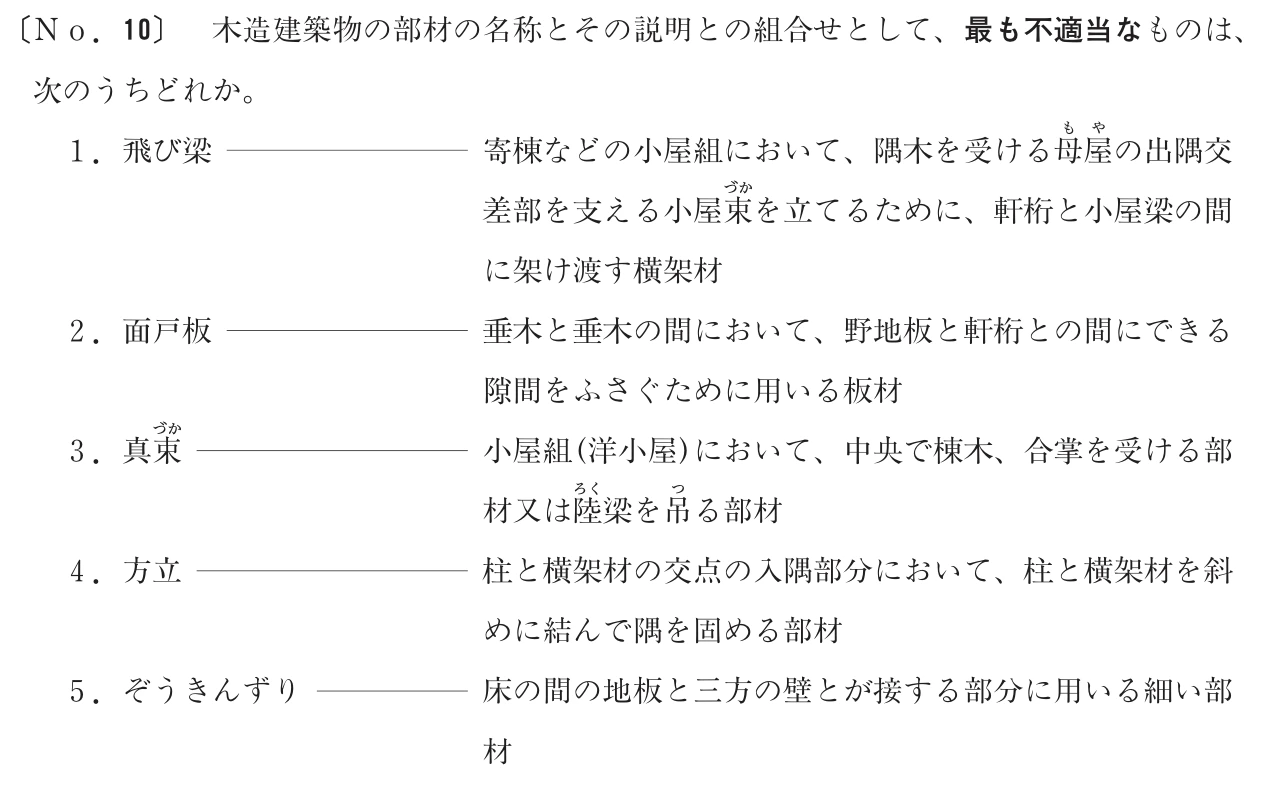 〔No. 10〕 木造建築物の部材の名称とその説明との組合せとして、最も不適当なものは、
次のうちどれか。
1．飛び梁 ―――― 寄棟などの小屋組において、隅木を受ける母屋の出隅交
差部を支える小屋束を立てるために、軒桁と小屋梁の間
に架け渡す横架材
2．面戸板 ―――― 垂木と垂木の間において、野地板と軒桁との間にできる
隙間をふさぐために用いる板材
3．真束 ―――― 小屋組(洋小屋)において、中央で棟木、合掌を受ける部
材又は陸梁を吊る部材
4．方立 ―――― 柱と横架材の交点の入隅部分において、柱と横架材を斜
めに結んで隅を固める部材
5．ぞうきんずり ―――― 床の間の地板と三方の壁とが接する部分に用いる細い部
材